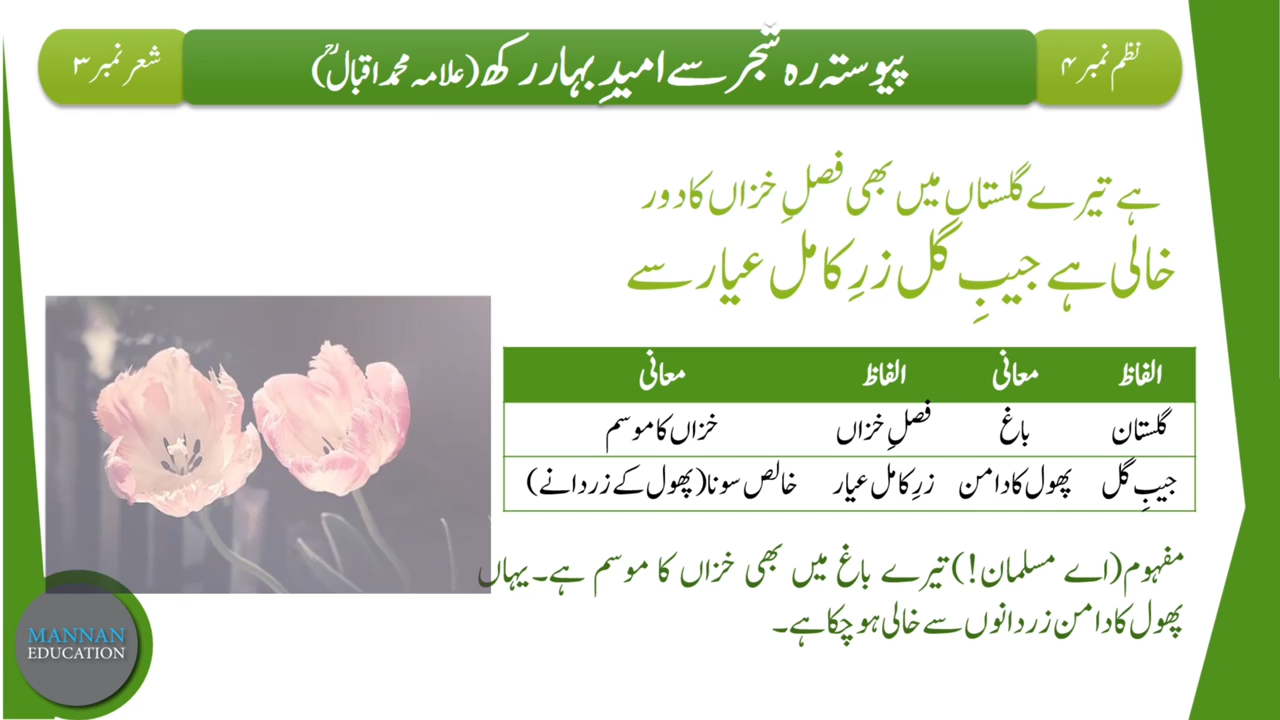 نظم نمبر ۴
پیوستہ رہ شجر سے امیدِ بہار رکھ (علامہ محمد اقبالؒ)
شعر نمبر ۳
ہے تیرے گلستاں میں بھی فصلِ خزاں کا دور
خالی ہے جیبِ گل زرِ کامل عیار سے
الفاظ معانی الفاظ معانی
گلستان باغ فصلِ خزاں خزاں کا موسم
جیبِ گل پھول کا دامن زرِ کامل عیار خالص سونا (پھول کے زردانے)
مفہوم (اے مسلمان!) تیرے باغ میں بھی خزاں کا موسم ہے۔ یہاں
پھول کا دامن زردانوں سے خالی ہو چکا ہے۔
MANNAN
EDUCATION